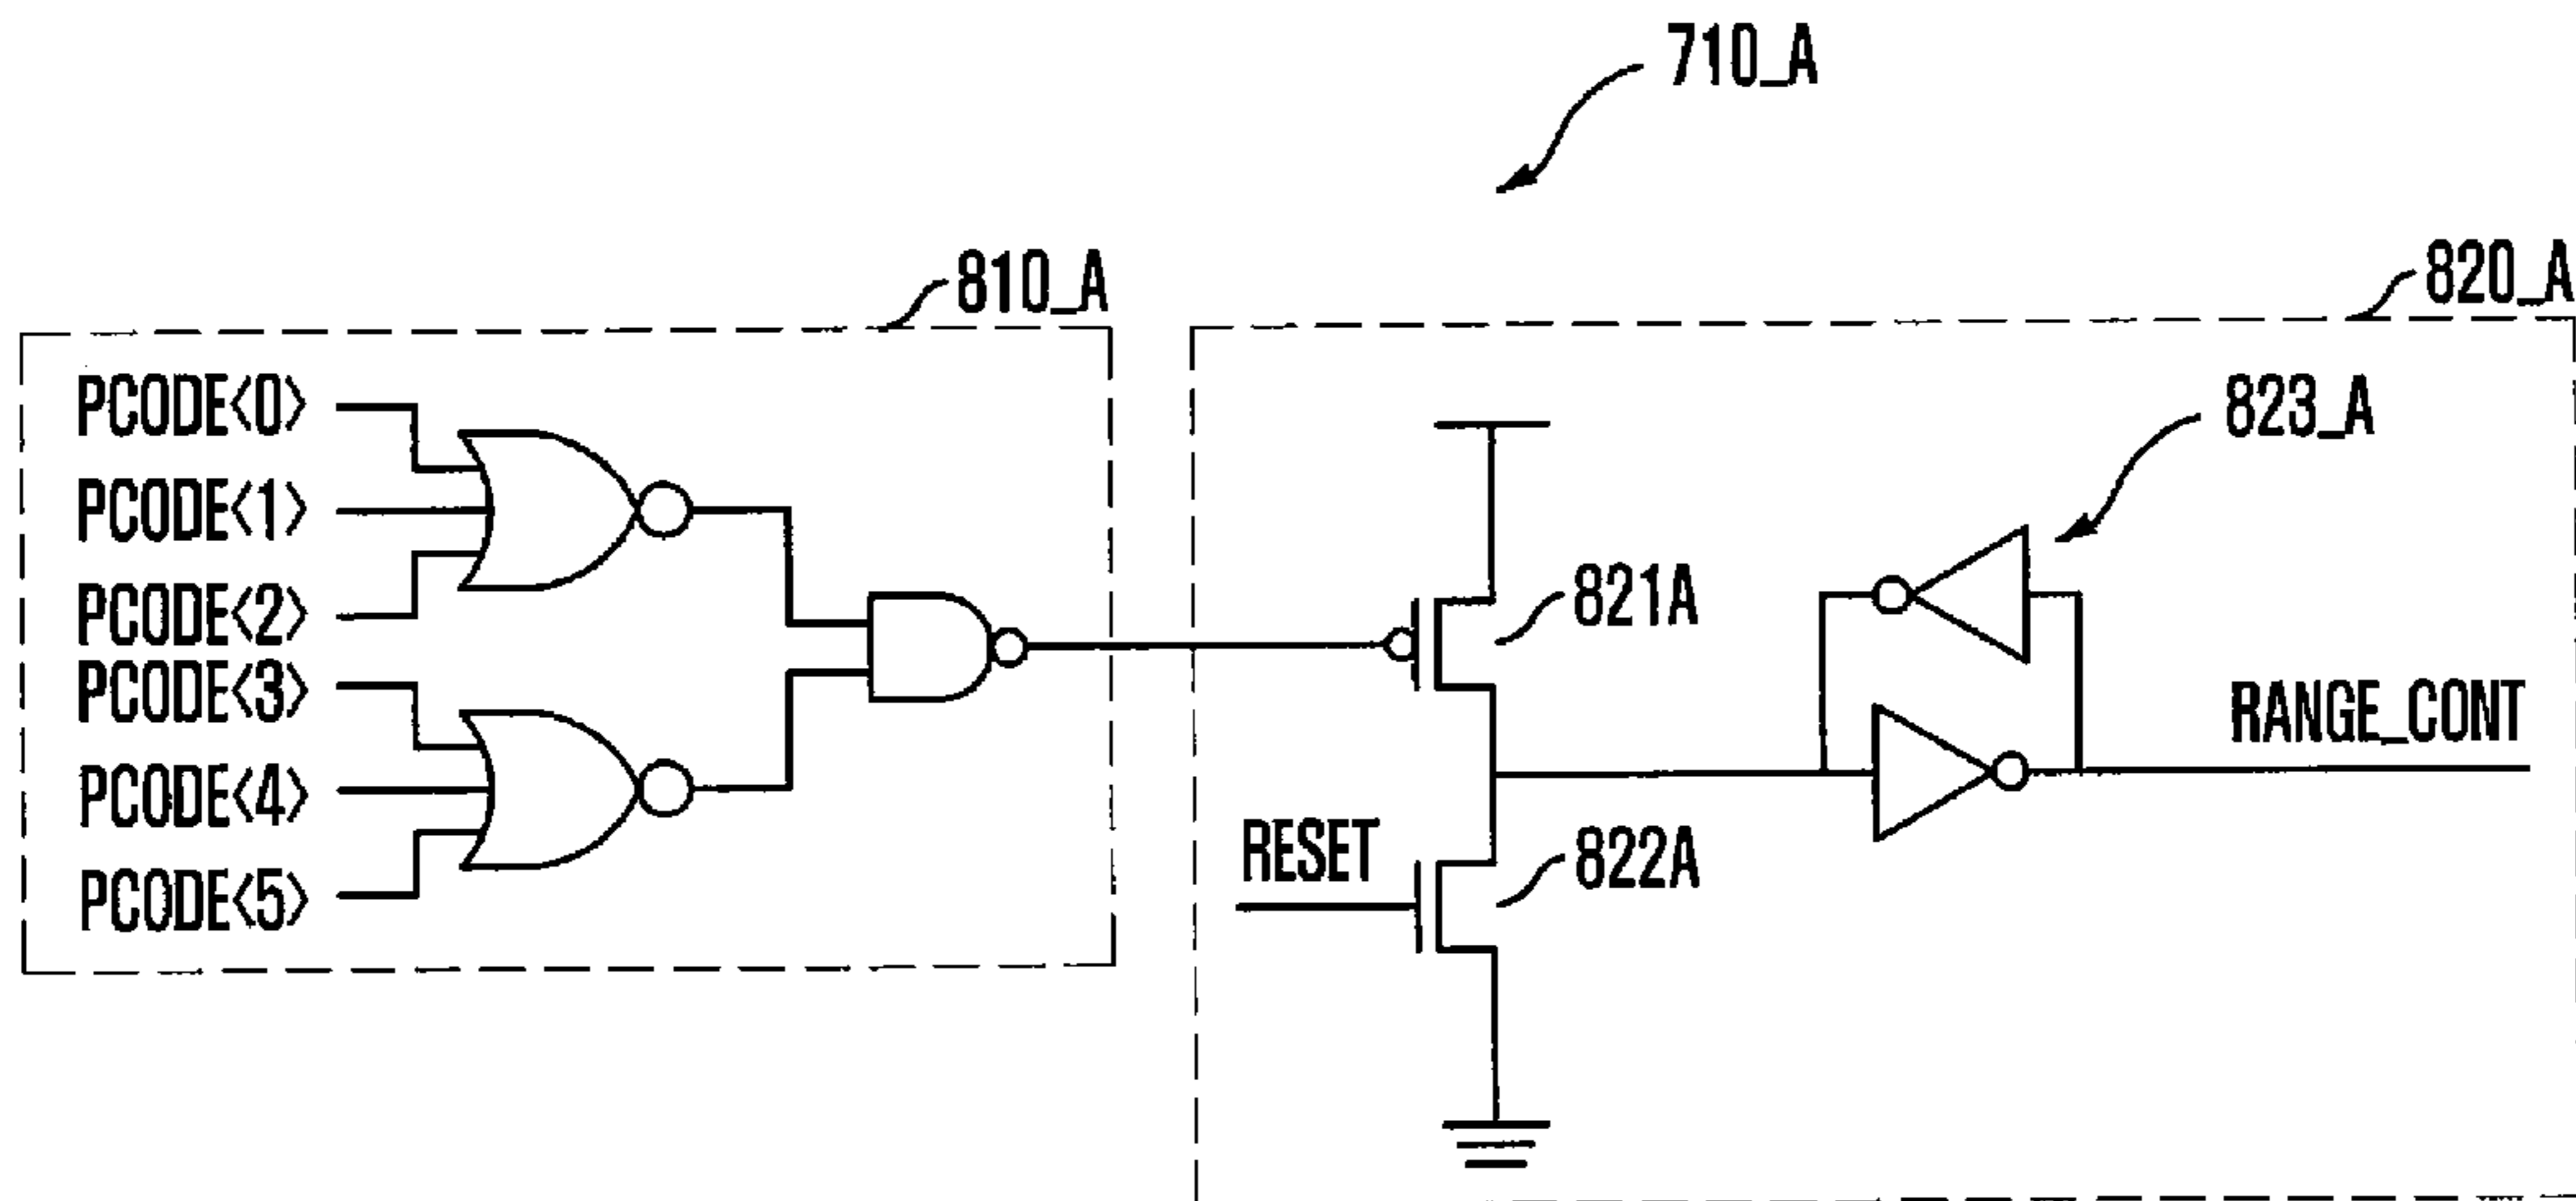 710_A
810_A
820_A
PCODE<0>
PCODE<1>
PCODE<2>
PCODE<3>
PCODE<4>
PCODE<5>
823_A
821A
RANGE_CONT
RESET
822A